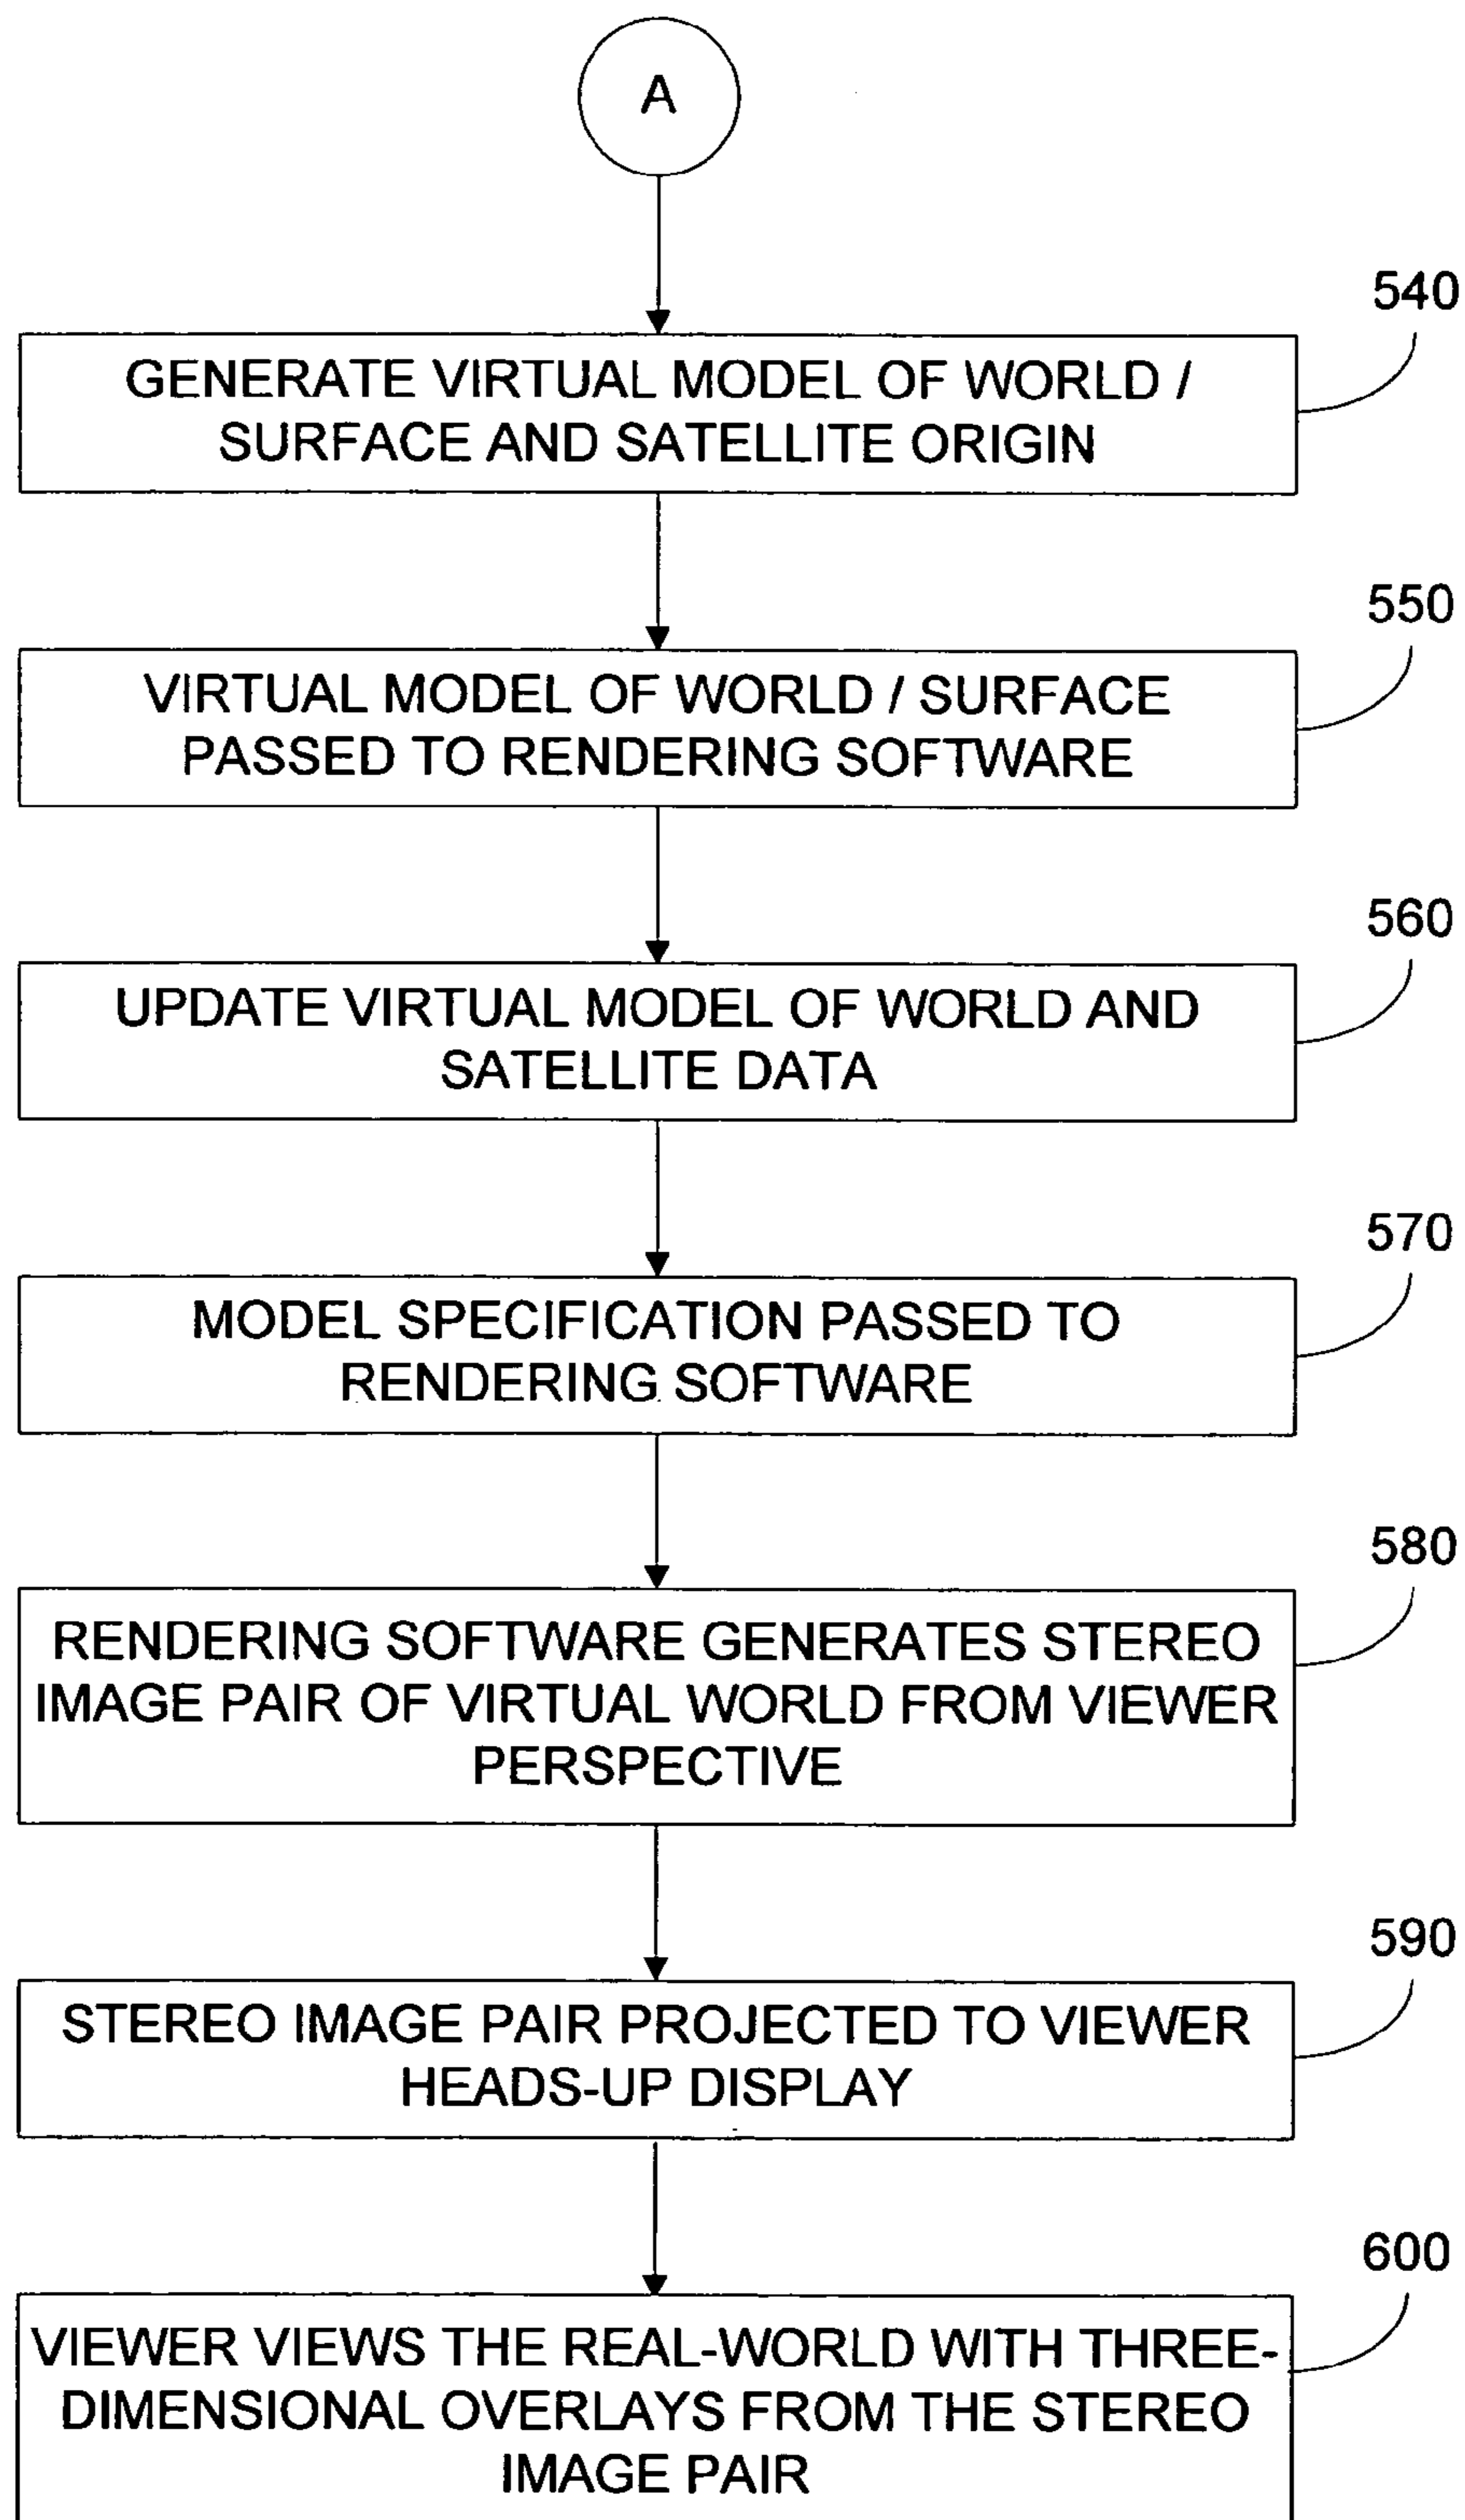 A
540
GENERATE VIRTUAL MODEL OF WORLD /
SURFACE AND SATELLITE ORIGIN
550
VIRTUAL MODEL OF WORLD / SURFACE
PASSED TO RENDERING SOFTWARE
560
UPDATE VIRTUAL MODEL OF WORLD AND
SATELLITE DATA
570
MODEL SPECIFICATION PASSED TO
RENDERING SOFTWARE
580
RENDERING SOFTWARE GENERATES STEREO
IMAGE PAIR OF VIRTUAL WORLD FROM VIEWER
PERSPECTIVE
590
STEREO IMAGE PAIR PROJECTED TO VIEWER
HEADS-UP DISPLAY
600
VIEWER VIEWS THE REAL-WORLD WITH THREE-
DIMENSIONAL OVERLAYS FROM THE STEREO
IMAGE PAIR